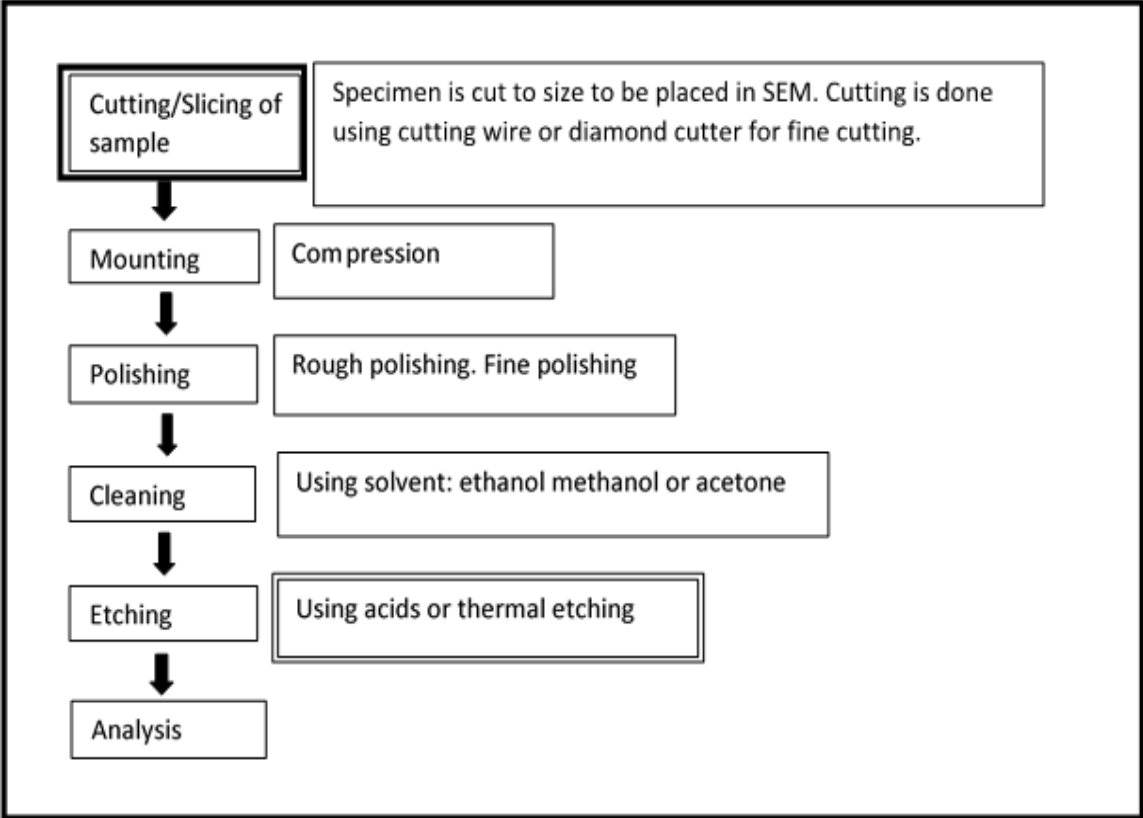 Cutting/Slicing of
sample
Specimen is cut to size to be placed in SEM. Cutting is done
using cutting wire or diamond cutter for fine cutting.
Mounting
Compression
Polishing
Rough polishing. Fine polishing
Cleaning
Using solvent: ethanol methanol or acetone
Etching
Using acids or thermal etching
Analysis